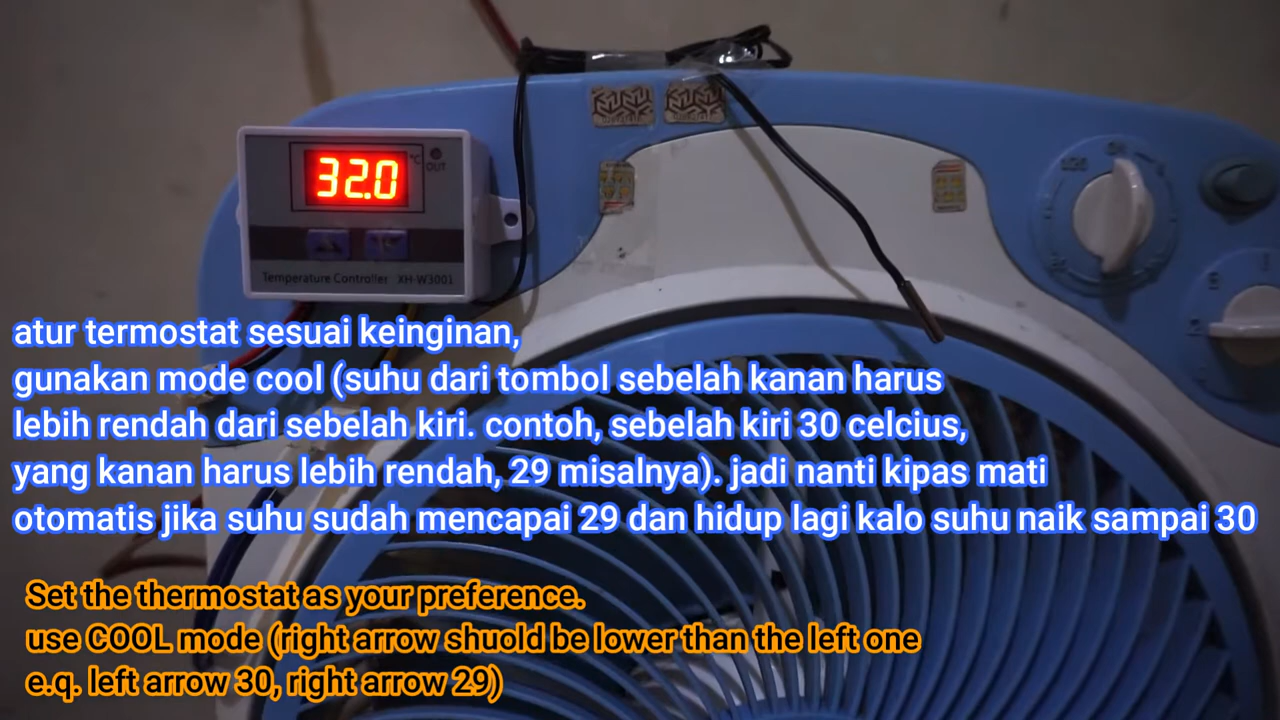 32.0
°C
OUT
Temperature Controller XH-W3001
atur termostat sesuai keinginan,
gunakan mode cool (suhu dari tombol sebelah kanan harus
lebih rendah dari sebelah kiri. contoh, sebelah kiri 30 celcius,
yang kanan harus lebih rendah, 29 misalnya). jadi nanti kipas mati
otomatis jika suhu sudah mencapai 29 dan hidup lagi kalo suhu naik sampai 30
Set the thermostat as your preference.
use COOL mode (right arrow shuold be lower than the left one
e.q. left arrow 30, right arrow 29)